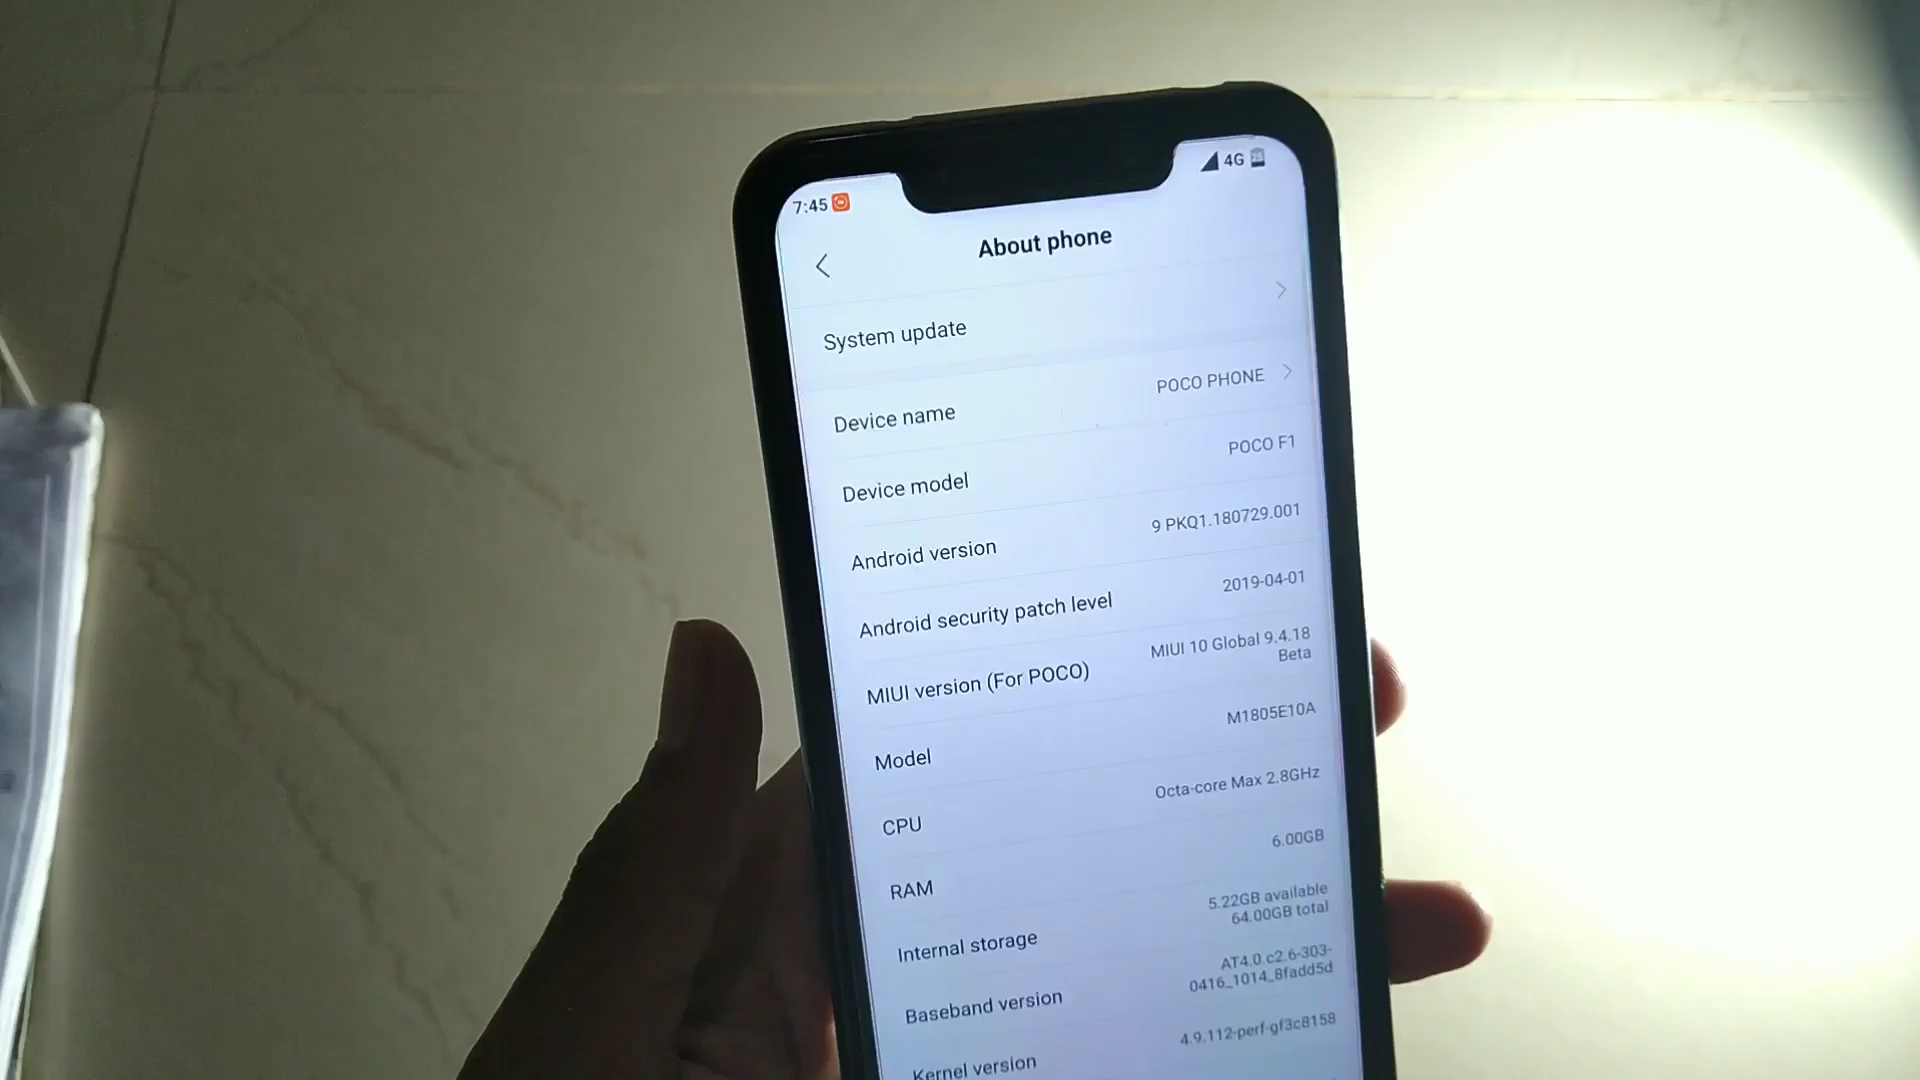 7:45
4G
About phone
System update
Device name
POCO PHONE
Device model
POCO F1
Android version
9 PKQ1.180729.001
Android security patch level
2019-04-01
MIUI version (For POCO)
MIUI 10 Global 9.4.18
Beta
Model
M1805E10A
CPU
Octa-core Max 2.8GHz
RAM
6.00GB
Internal storage
5.22GB available
64.00GB total
Baseband version
AT4.0.c2.6-303-
0416_1014_8fadd5d
Kernel version
4.9.112-perf-gf3c8158